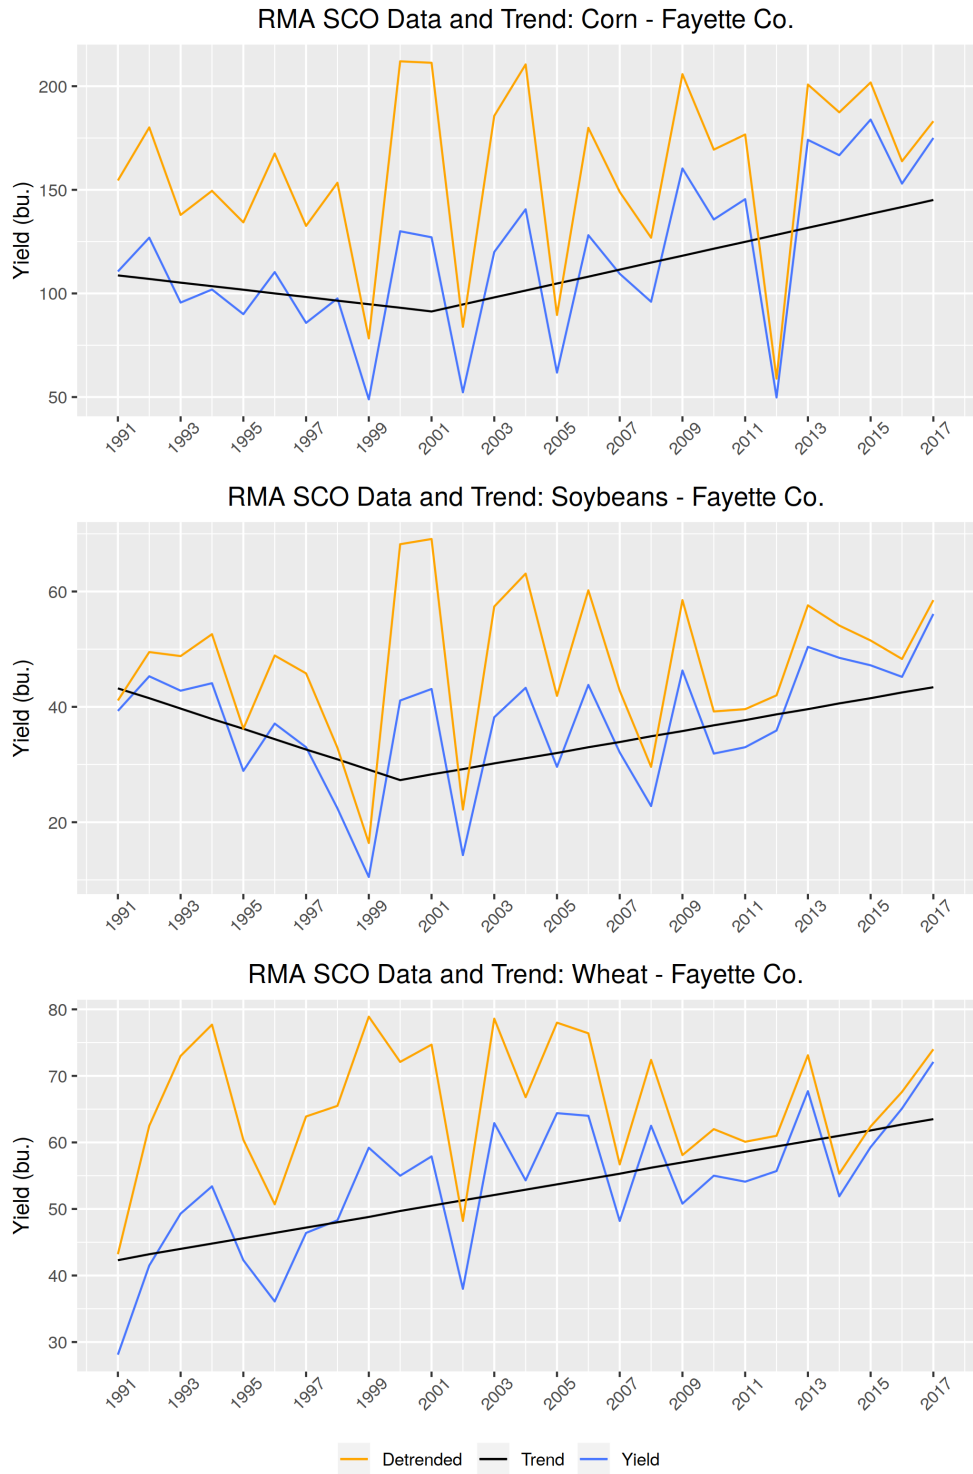 RMA SCO Data and Trend: Corn - Fayette Co.
Yield (bu.)
200
150
100
50
1991 1993 1995 1997 1999 2001 2003 2005 2007 2009 2011 2013 2015 2017
RMA SCO Data and Trend: Soybeans - Fayette Co.
Yield (bu.)
60
40
20
1991 1993 1995 1997 1999 2001 2003 2005 2007 2009 2011 2013 2015 2017
RMA SCO Data and Trend: Wheat - Fayette Co.
Yield (bu.)
80
70
60
50
40
30
1991 1993 1995 1997 1999 2001 2003 2005 2007 2009 2011 2013 2015 2017
Detrended Trend Yield